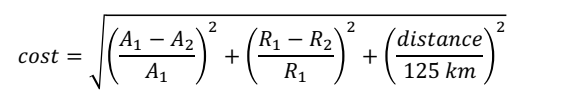 cost = √((A₁ − A₂)/A₁)² + ((R₁ − R₂)/R₁)² + (distance/125 km)²